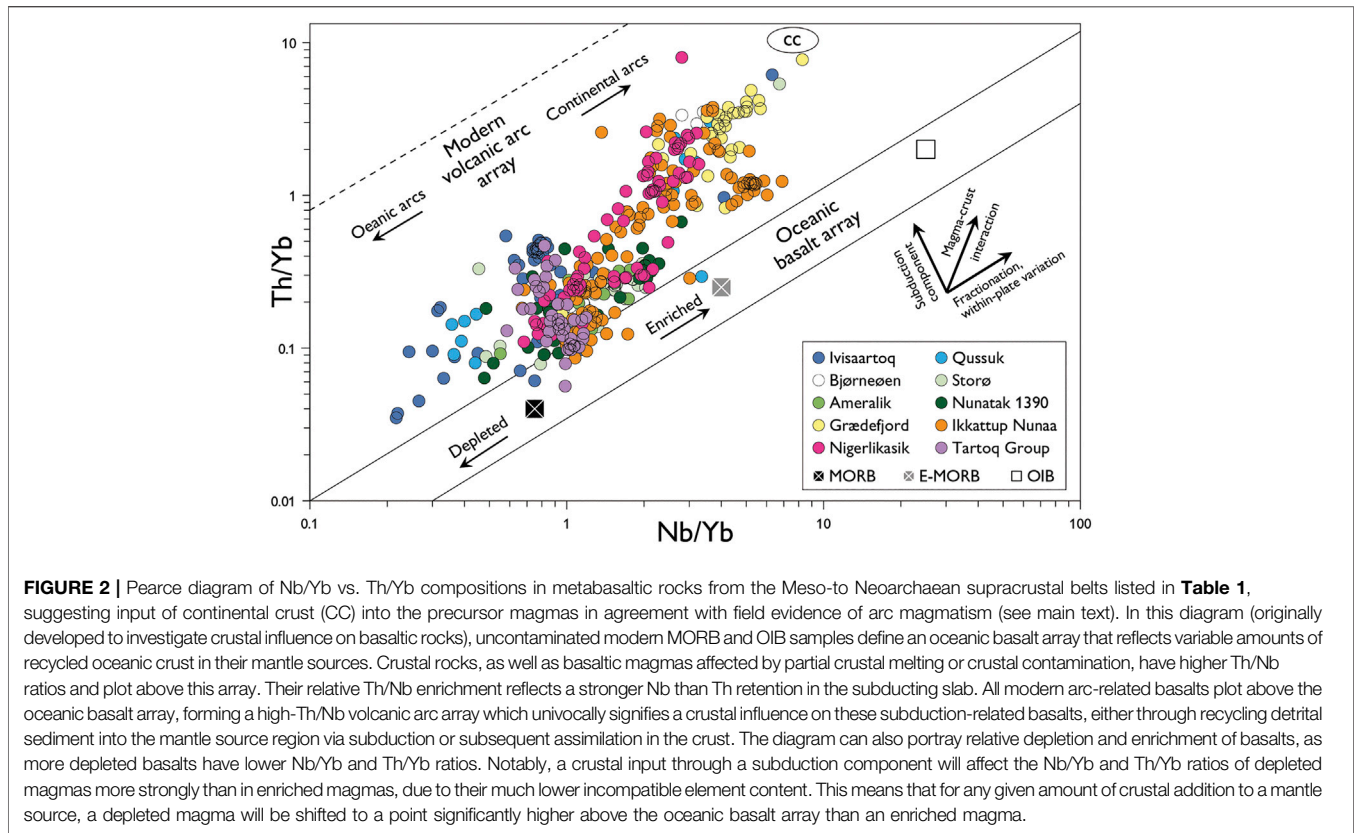 10
1
0.1
0.01
Th/Yb
0.1
1
10
100
Nb/Yb
CC
Continental arcs
Modern
volcanic arc
array
Oeanic arcs
Oceanic
basalt array
Enriched
Depleted
Subduction
component
Magma-crust
interaction
Fractionation,
within-plate variation
Ivisaartoq
Qussuk
Bjørneøen
Storø
Ameralik
Nunatak 1390
Grædefjord
Ikkattup Nunaa
Nigerlikasik
Tartoq Group
MORB
E-MORB
OIB
FIGURE 2 | Pearce diagram of Nb/Yb vs. Th/Yb compositions in metabasaltic rocks from the Meso-to Neoarchaean supracrustal belts listed in Table 1,
suggesting input of continental crust (CC) into the precursor magmas in agreement with field evidence of arc magmatism (see main text). In this diagram (originally
developed to investigate crustal influence on basaltic rocks), uncontaminated modern MORB and OIB samples define an oceanic basalt array that reflects variable amounts of
recycled oceanic crust in their mantle sources. Crustal rocks, as well as basaltic magmas affected by partial crustal melting or crustal contamination, have higher Th/Nb
ratios and plot above this array. Their relative Th/Nb enrichment reflects a stronger Nb than Th retention in the subducting slab. All modern arc-related basalts plot above the
oceanic basalt array, forming a high-Th/Nb volcanic arc array which univocally signifies a crustal influence on these subduction-related basalts, either through recycling detrital
sediment into the mantle source region via subduction or subsequent assimilation in the crust. The diagram can also portray relative depletion and enrichment of basalts, as
more depleted basalts have lower Nb/Yb and Th/Yb ratios. Notably, a crustal input through a subduction component will affect the Nb/Yb and Th/Yb ratios of depleted
magmas more strongly than in enriched magmas, due to their much lower incompatible element content. This means that for any given amount of crustal addition to a mantle
source, a depleted magma will be shifted to a point significantly higher above the oceanic basalt array than an enriched magma.